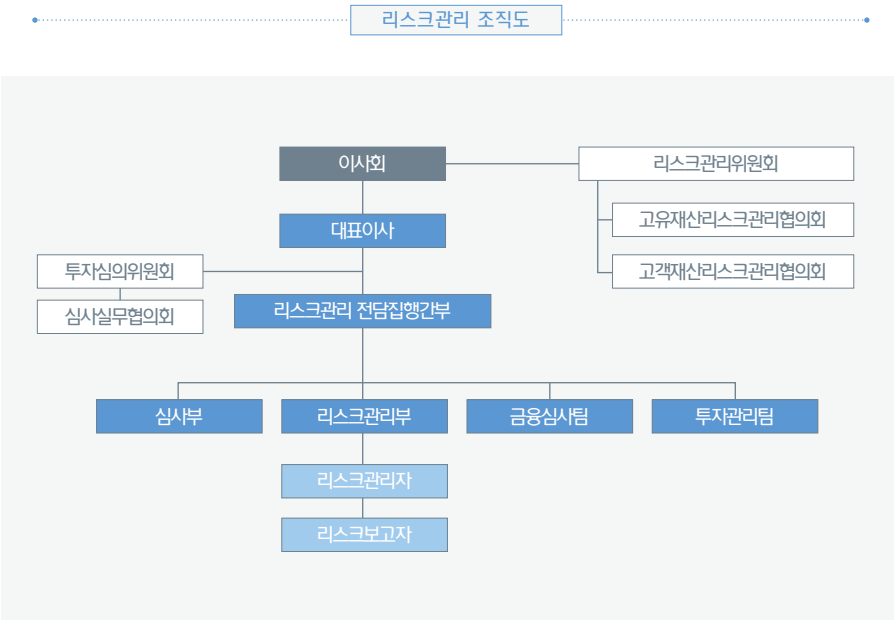 리스크관리 조직도
이사회
리스크관리위원회
대표이사
고유재산리스크관리협의회
투자심의위원회
고객재산리스크관리협의회
심사실무협의회
리스크관리 전담집행간부
심사부
리스크관리부
금융심사팀
투자관리팀
리스크관리자
리스크보고자